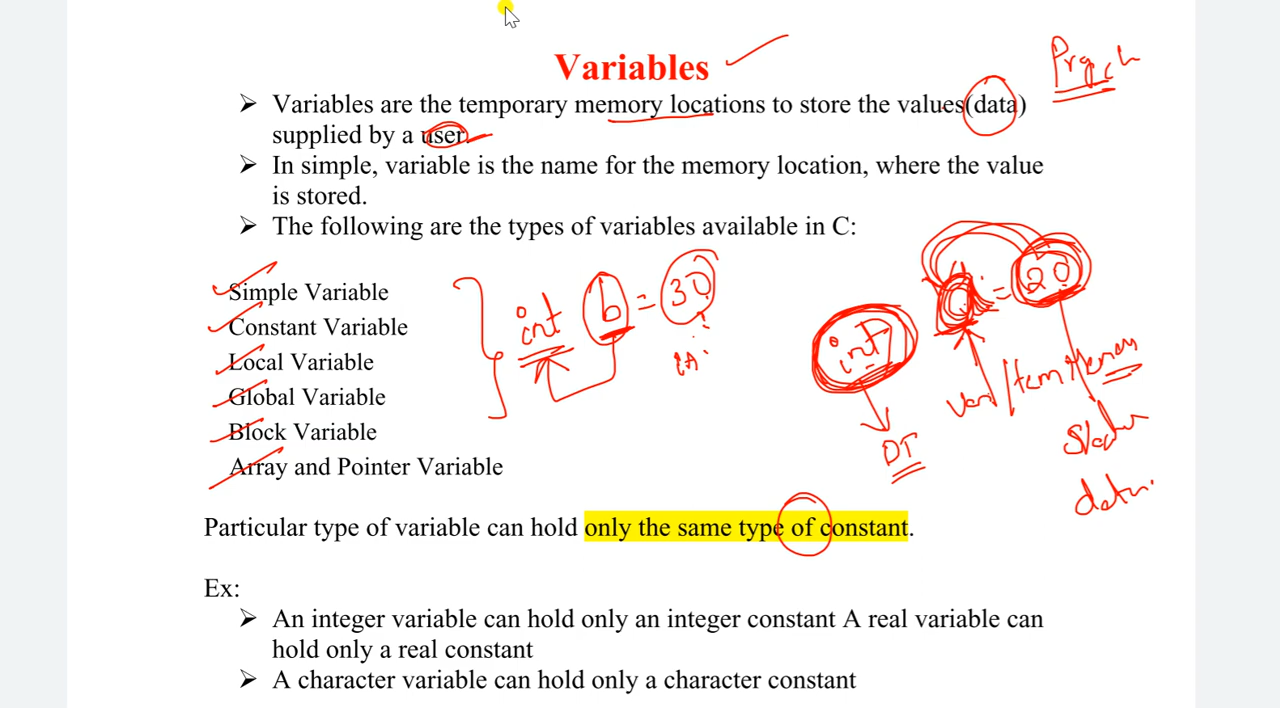 Variables
➢ Variables are the temporary memory locations to store the values(data)
supplied by a user.
➢ In simple, variable is the name for the memory location, where the value
is stored.
➢ The following are the types of variables available in C:
Simple Variable
Constant Variable
Local Variable
Global Variable
Block Variable
Array and Pointer Variable
int b = 30
int a = 20
DT
data.
Particular type of variable can hold only the same type of constant.
Ex:
➢ An integer variable can hold only an integer constant A real variable can
hold only a real constant
➢ A character variable can hold only a character constant